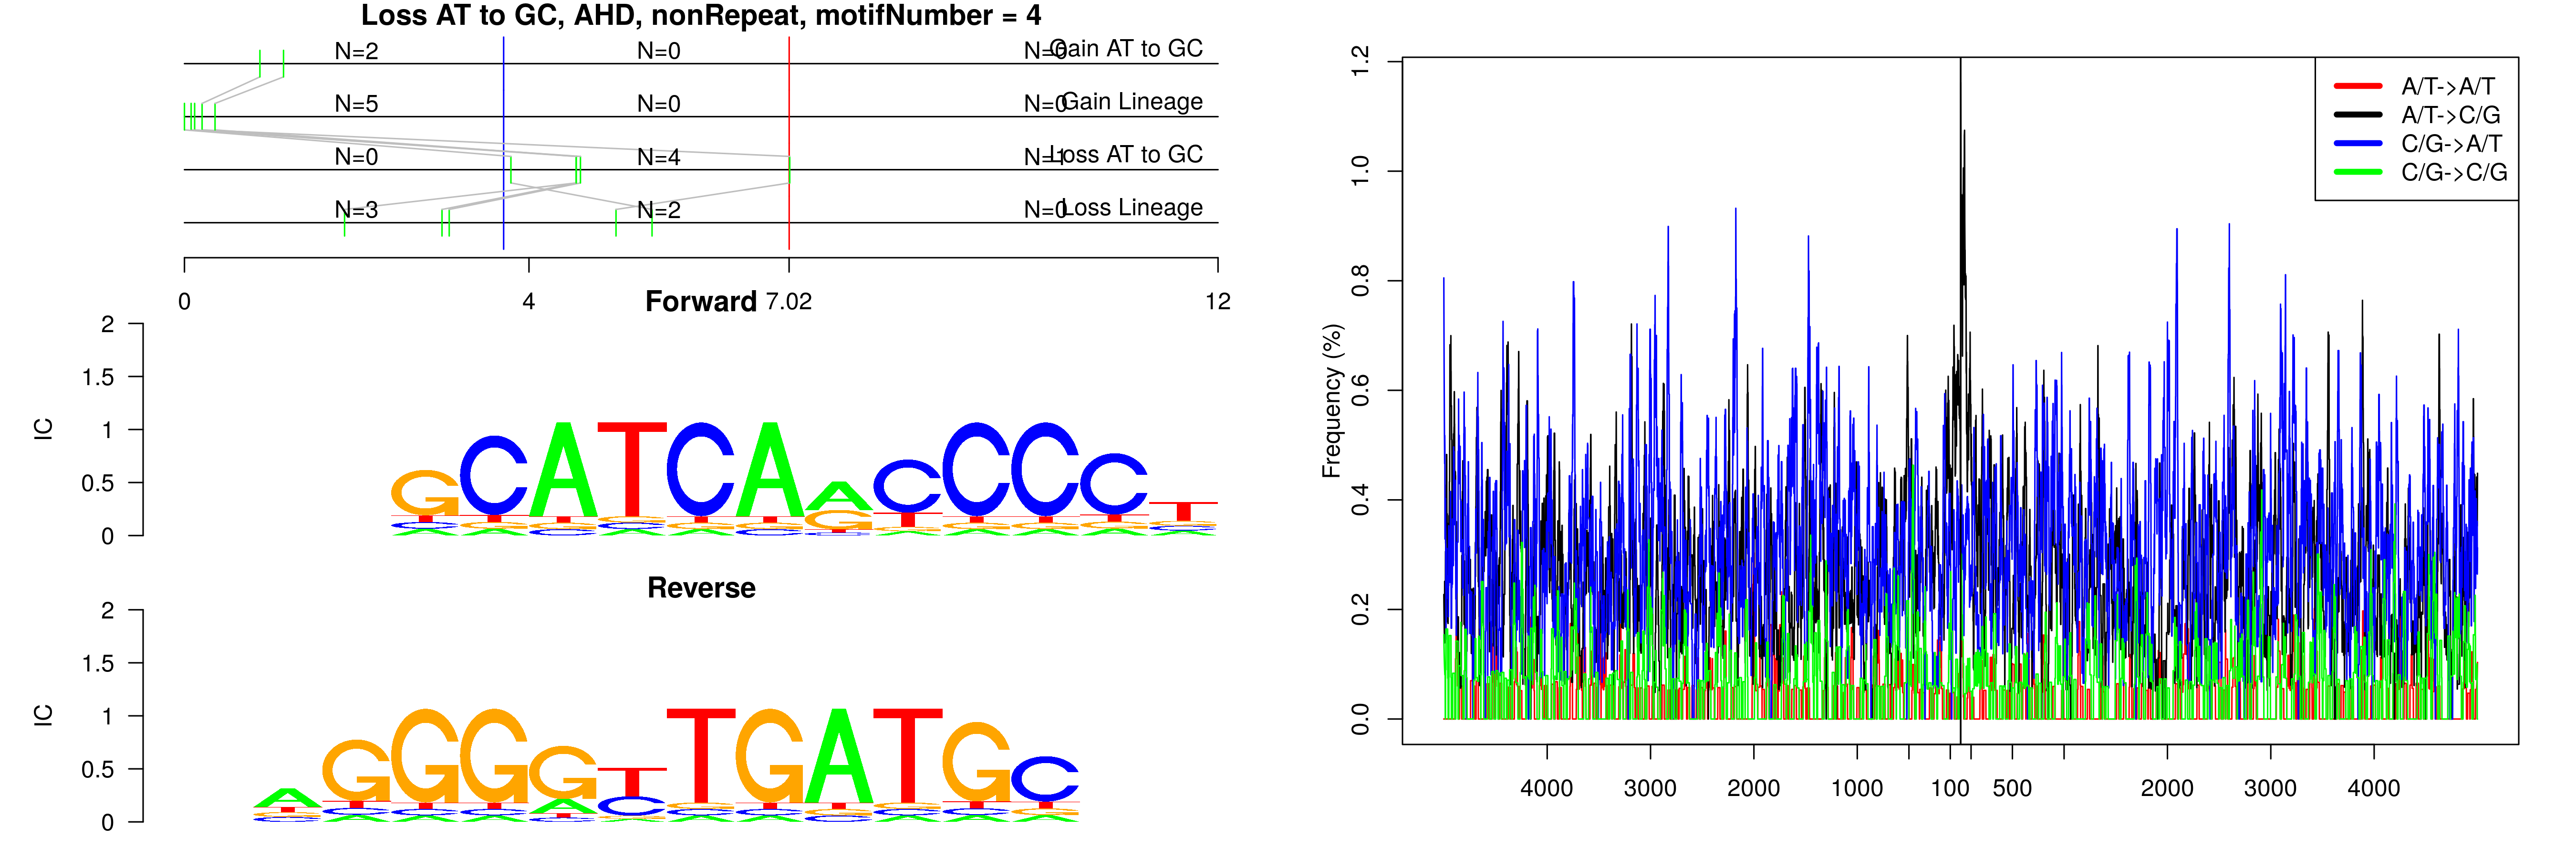 Loss AT to GC, AHD, nonRepeat, motifNumber = 4
N=2 N=0 N=0 Gain AT to GC
N=5 N=0 N=0 Gain Lineage
N=0 N=4 N=1 Loss AT to GC
N=3 N=2 N=0 Loss Lineage
0 4 7.02 12
Forward
IC
2
1.5
1
0.5
0
GCATCAACCCCT
Reverse
IC
2
1.5
1
0.5
0
AGGGGTTGATGC
Frequency (%)
1.2
1.0
0.8
0.6
0.4
0.2
0.0
A/T->A/T
A/T->C/G
C/G->A/T
C/G->C/G
4000 3000 2000 1000 100 500 2000 3000 4000